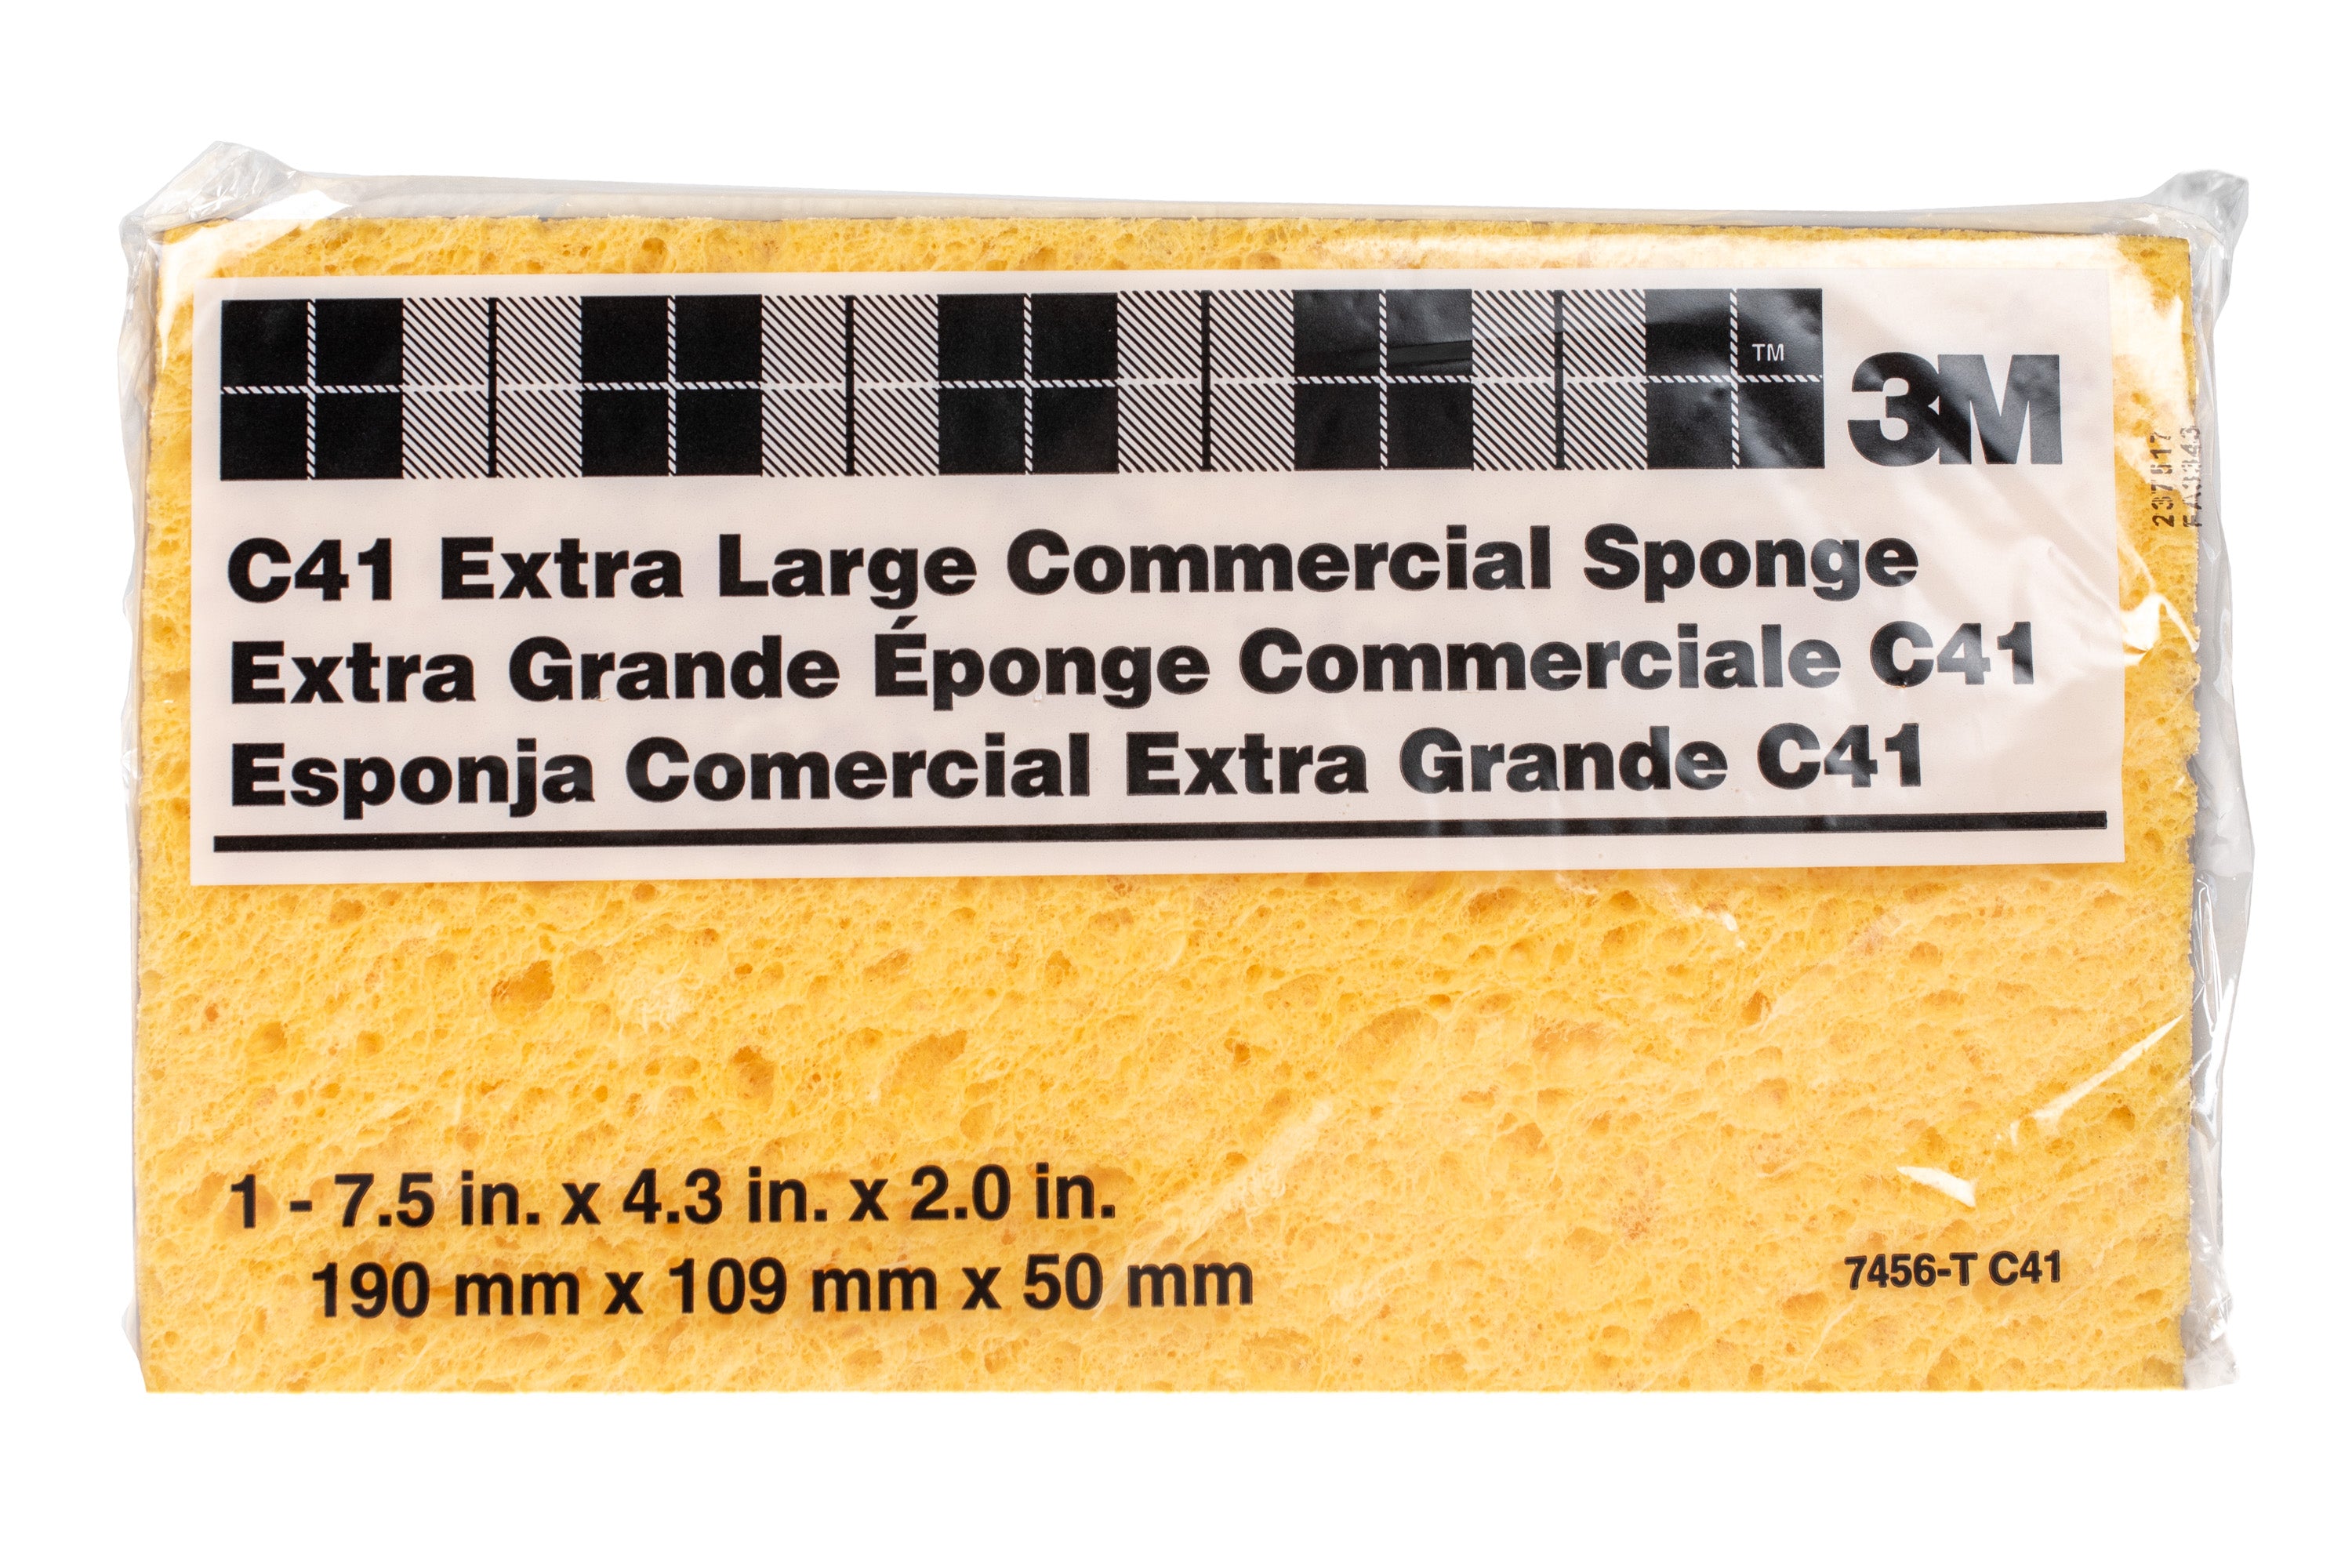 TM
3M
C41 Extra Large Commercial Sponge
Extra Grande Éponge Commerciale C41
Esponja Comercial Extra Grande C41
1 - 7.5 in. x 4.3 in. x 2.0 in.
190 mm x 109 mm x 50 mm
7456-T C41